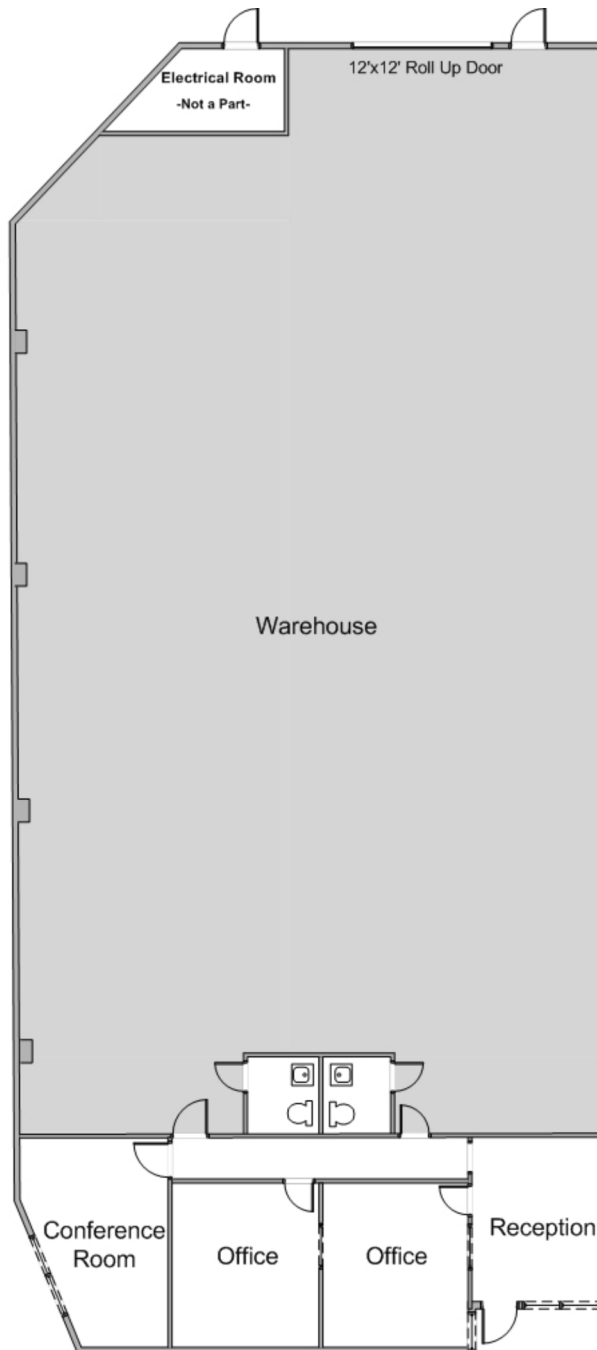 Electrical Room
-Not a Part-
12'x12' Roll Up Door
Warehouse
Conference
Room
Office
Office
Reception